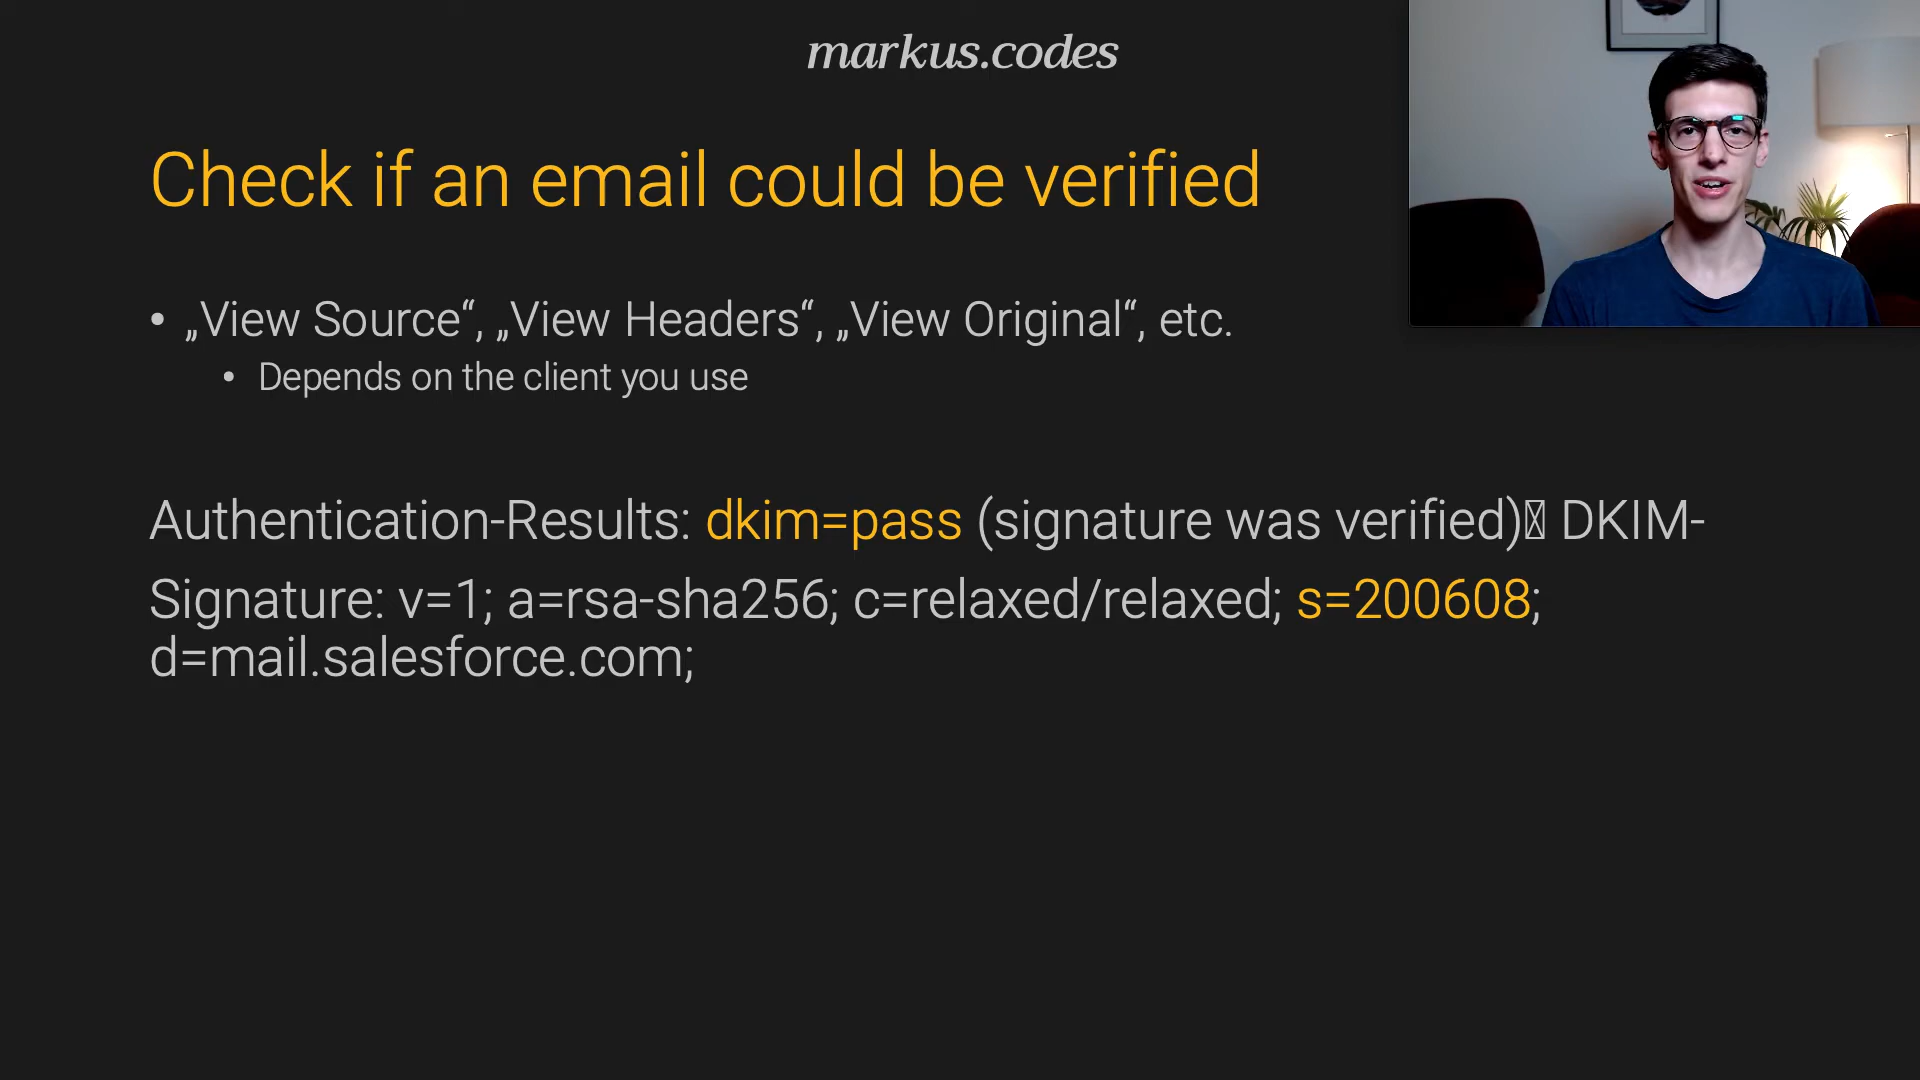 markus.codes
Check if an email could be verified
• „View Source“, „View Headers“, „View Original“, etc.
• Depends on the client you use
Authentication-Results: dkim=pass (signature was verified) DKIM-
Signature: v=1; a=rsa-sha256; c=relaxed/relaxed; s=200608;
d=mail.salesforce.com;